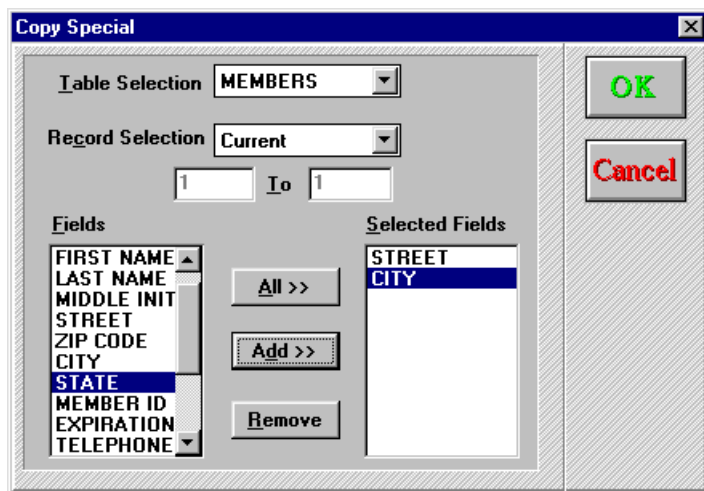 Copy Special
Table Selection MEMBERS
OK
Record Selection Current
Cancel
1 To 1
Fields
FIRST NAME
LAST NAME
MIDDLE INIT
STREET
ZIP CODE
CITY
STATE
MEMBER ID
EXPIRATION
TELEPHONE
All >>
Add >>
Remove
Selected Fields
STREET
CITY